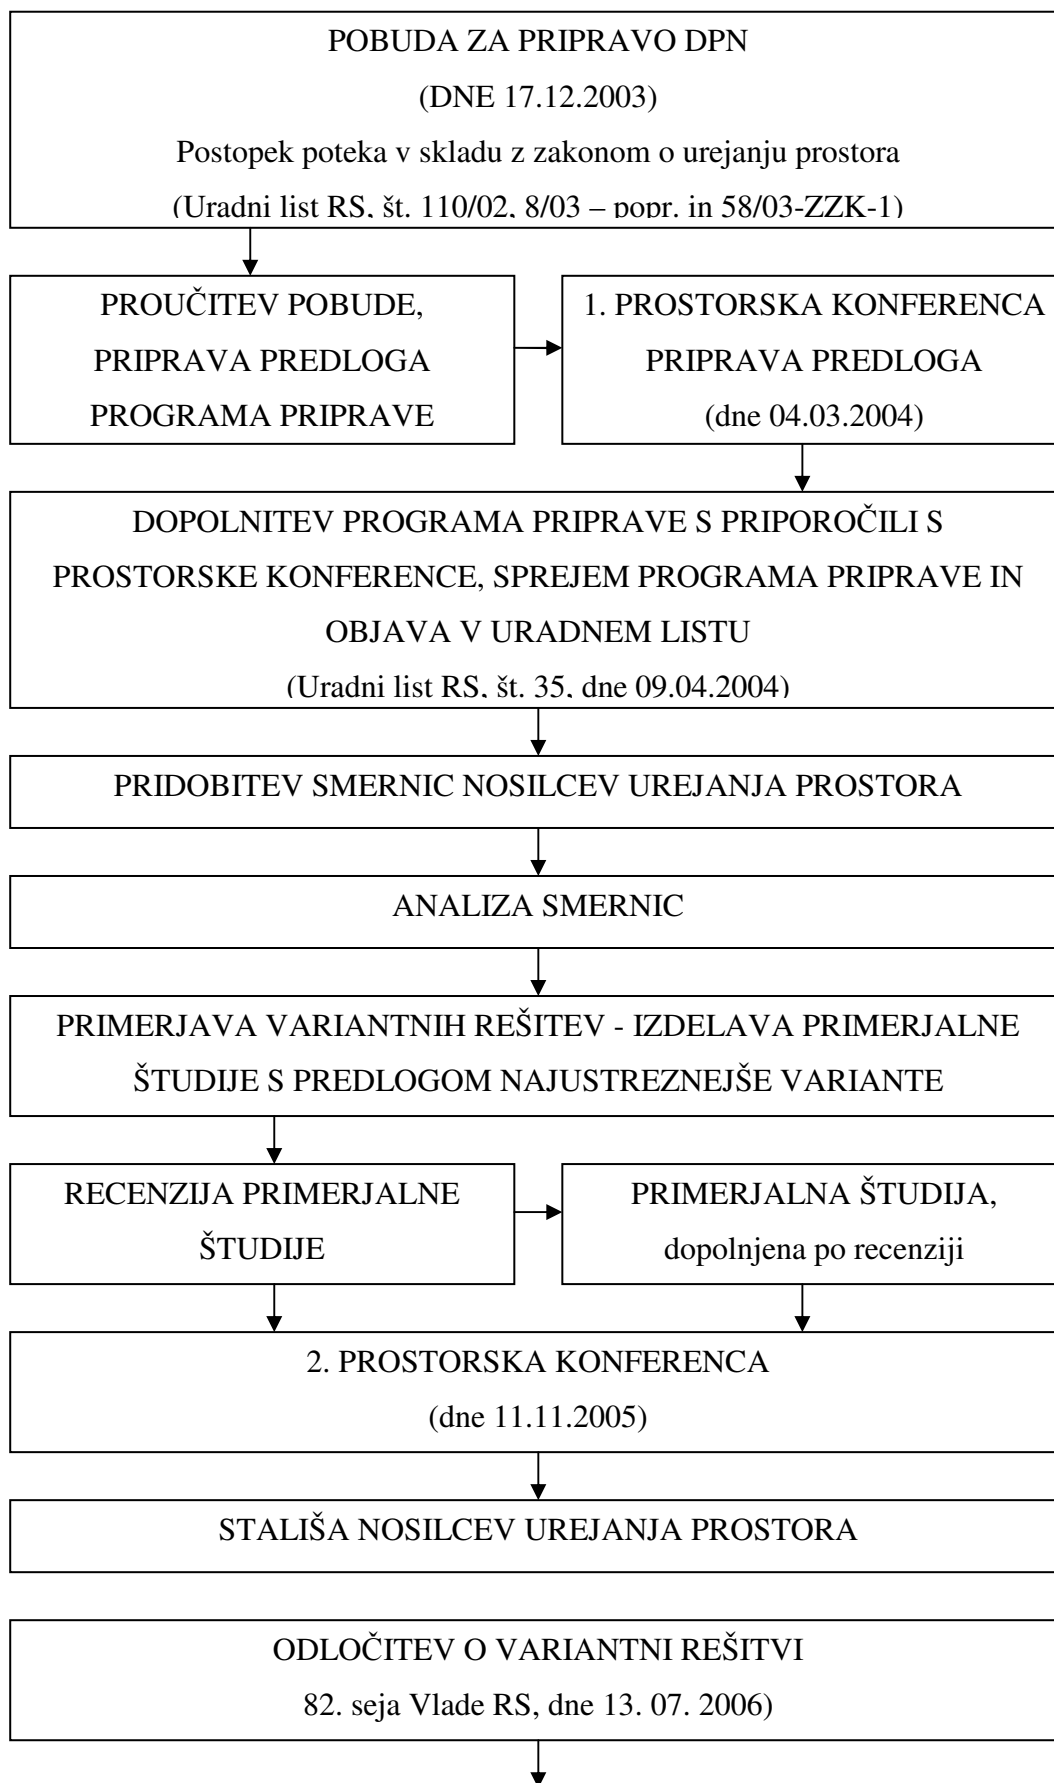 POBUDA ZA PRIPRAVO DPN
(DNE 17.12.2003)
Postopek poteka v skladu z zakonom o urejanju prostora
(Uradni list RS, št. 110/02, 8/03 – popr. in 58/03-ZZK-1)
PROUČITEV POBUDE,
PRIPRAVA PREDLOGA
PROGRAMA PRIPRAVE
1. PROSTORSKA KONFERENCA
PRIPRAVA PREDLOGA
(dne 04.03.2004)
DOPOLNITEV PROGRAMA PRIPRAVE S PRIPOROČILI S
PROSTORSKE KONFERENCE, SPREJEM PROGRAMA PRIPRAVE IN
OBJAVA V URADNEM LISTU
(Uradni list RS, št. 35, dne 09.04.2004)
PRIDOBITEV SMERNIC NOSILCEV UREJANJA PROSTORA
ANALIZA SMERNIC
PRIMERJAVA VARIANTNIH REŠITEV - IZDELAVA PRIMERJALNE
ŠTUDIJE S PREDLOGOM NAJUSTREZNEJŠE VARIANTE
RECENZIJA PRIMERJALNE
ŠTUDIJE
PRIMERJALNA ŠTUDIJA,
dopolnjena po recenziji
2. PROSTORSKA KONFERENCA
(dne 11.11.2005)
STALIŠA NOSILCEV UREJANJA PROSTORA
ODLOČITEV O VARIANTNI REŠITVI
82. seja Vlade RS, dne 13. 07. 2006)